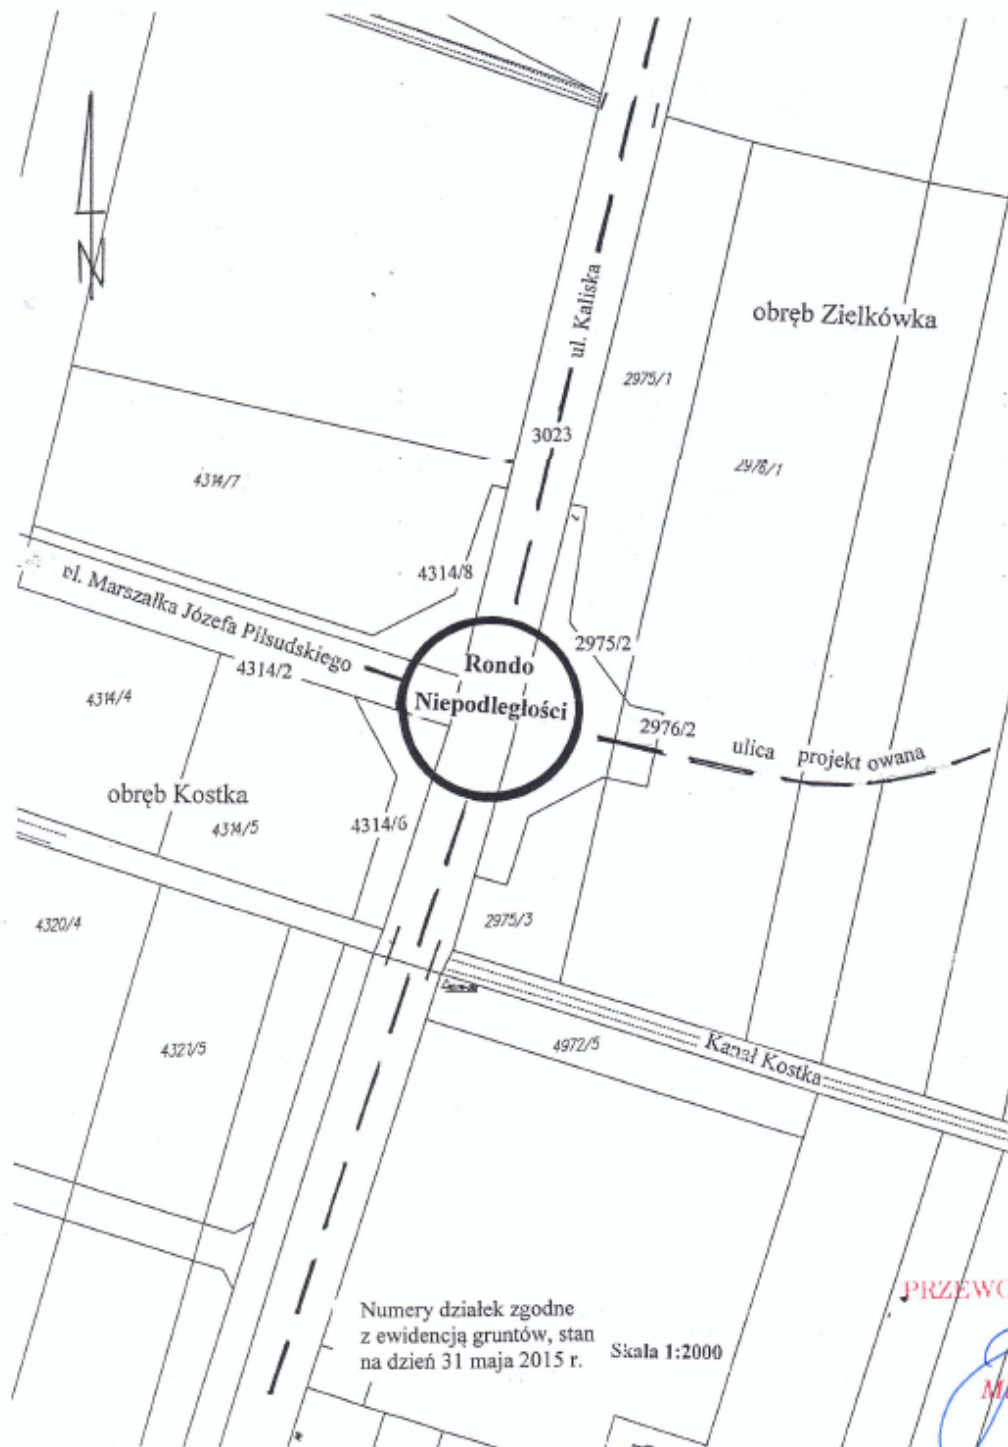 ul. Kaliska
obręb Zielkówka
2975/1
3023
2976/1
4314/7
4314/8
ul. Marszałka Józefa Piłsudskiego
2975/2
Rondo
Niepodległości
4314/2
4314/4
2976/2
ulica projekt owana
obręb Kostka
4314/5
4314/6
4320/4
2975/3
4321/5
4972/5
Kanał Kostka
PRZEWO
Numery działek zgodne
z ewidencją gruntów, stan
na dzień 31 maja 2015 r.
Skala 1:2000